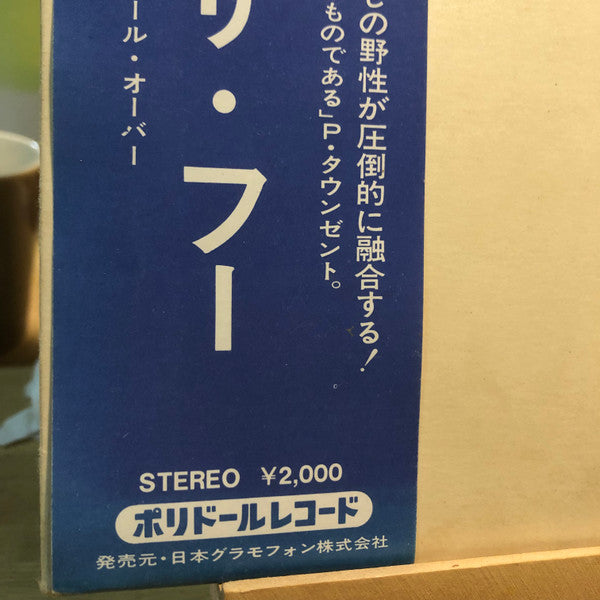 の野性が圧倒的に融合する!
ものである」P・タウンゼント。
リ・フー
ール・オーバー
STEREO ¥2,000
ポリドールレコード
発売元・日本グラモフォン株式会社